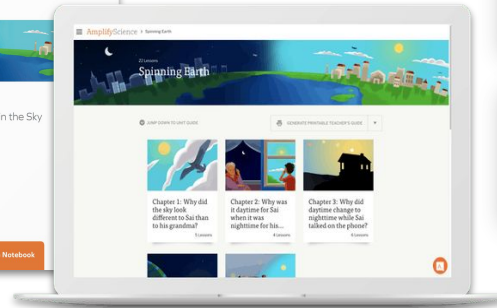 AmplifyScience > Spinning Earth
22 Lessons
Spinning Earth
n the Sky
JUMP DOWN TO UNIT GUIDE
GENERATE PRINTABLE TEACHER'S GUIDE
Chapter 1: Why did
the sky look
different to Sai than
to his grandma?
5 Lessons
Chapter 2: Why was
it daytime for Sai
when it was
nighttime for his...
4 Lessons
Chapter 3: Why did
daytime change to
nighttime while Sai
talked on the phone?
6 Lessons
Notebook